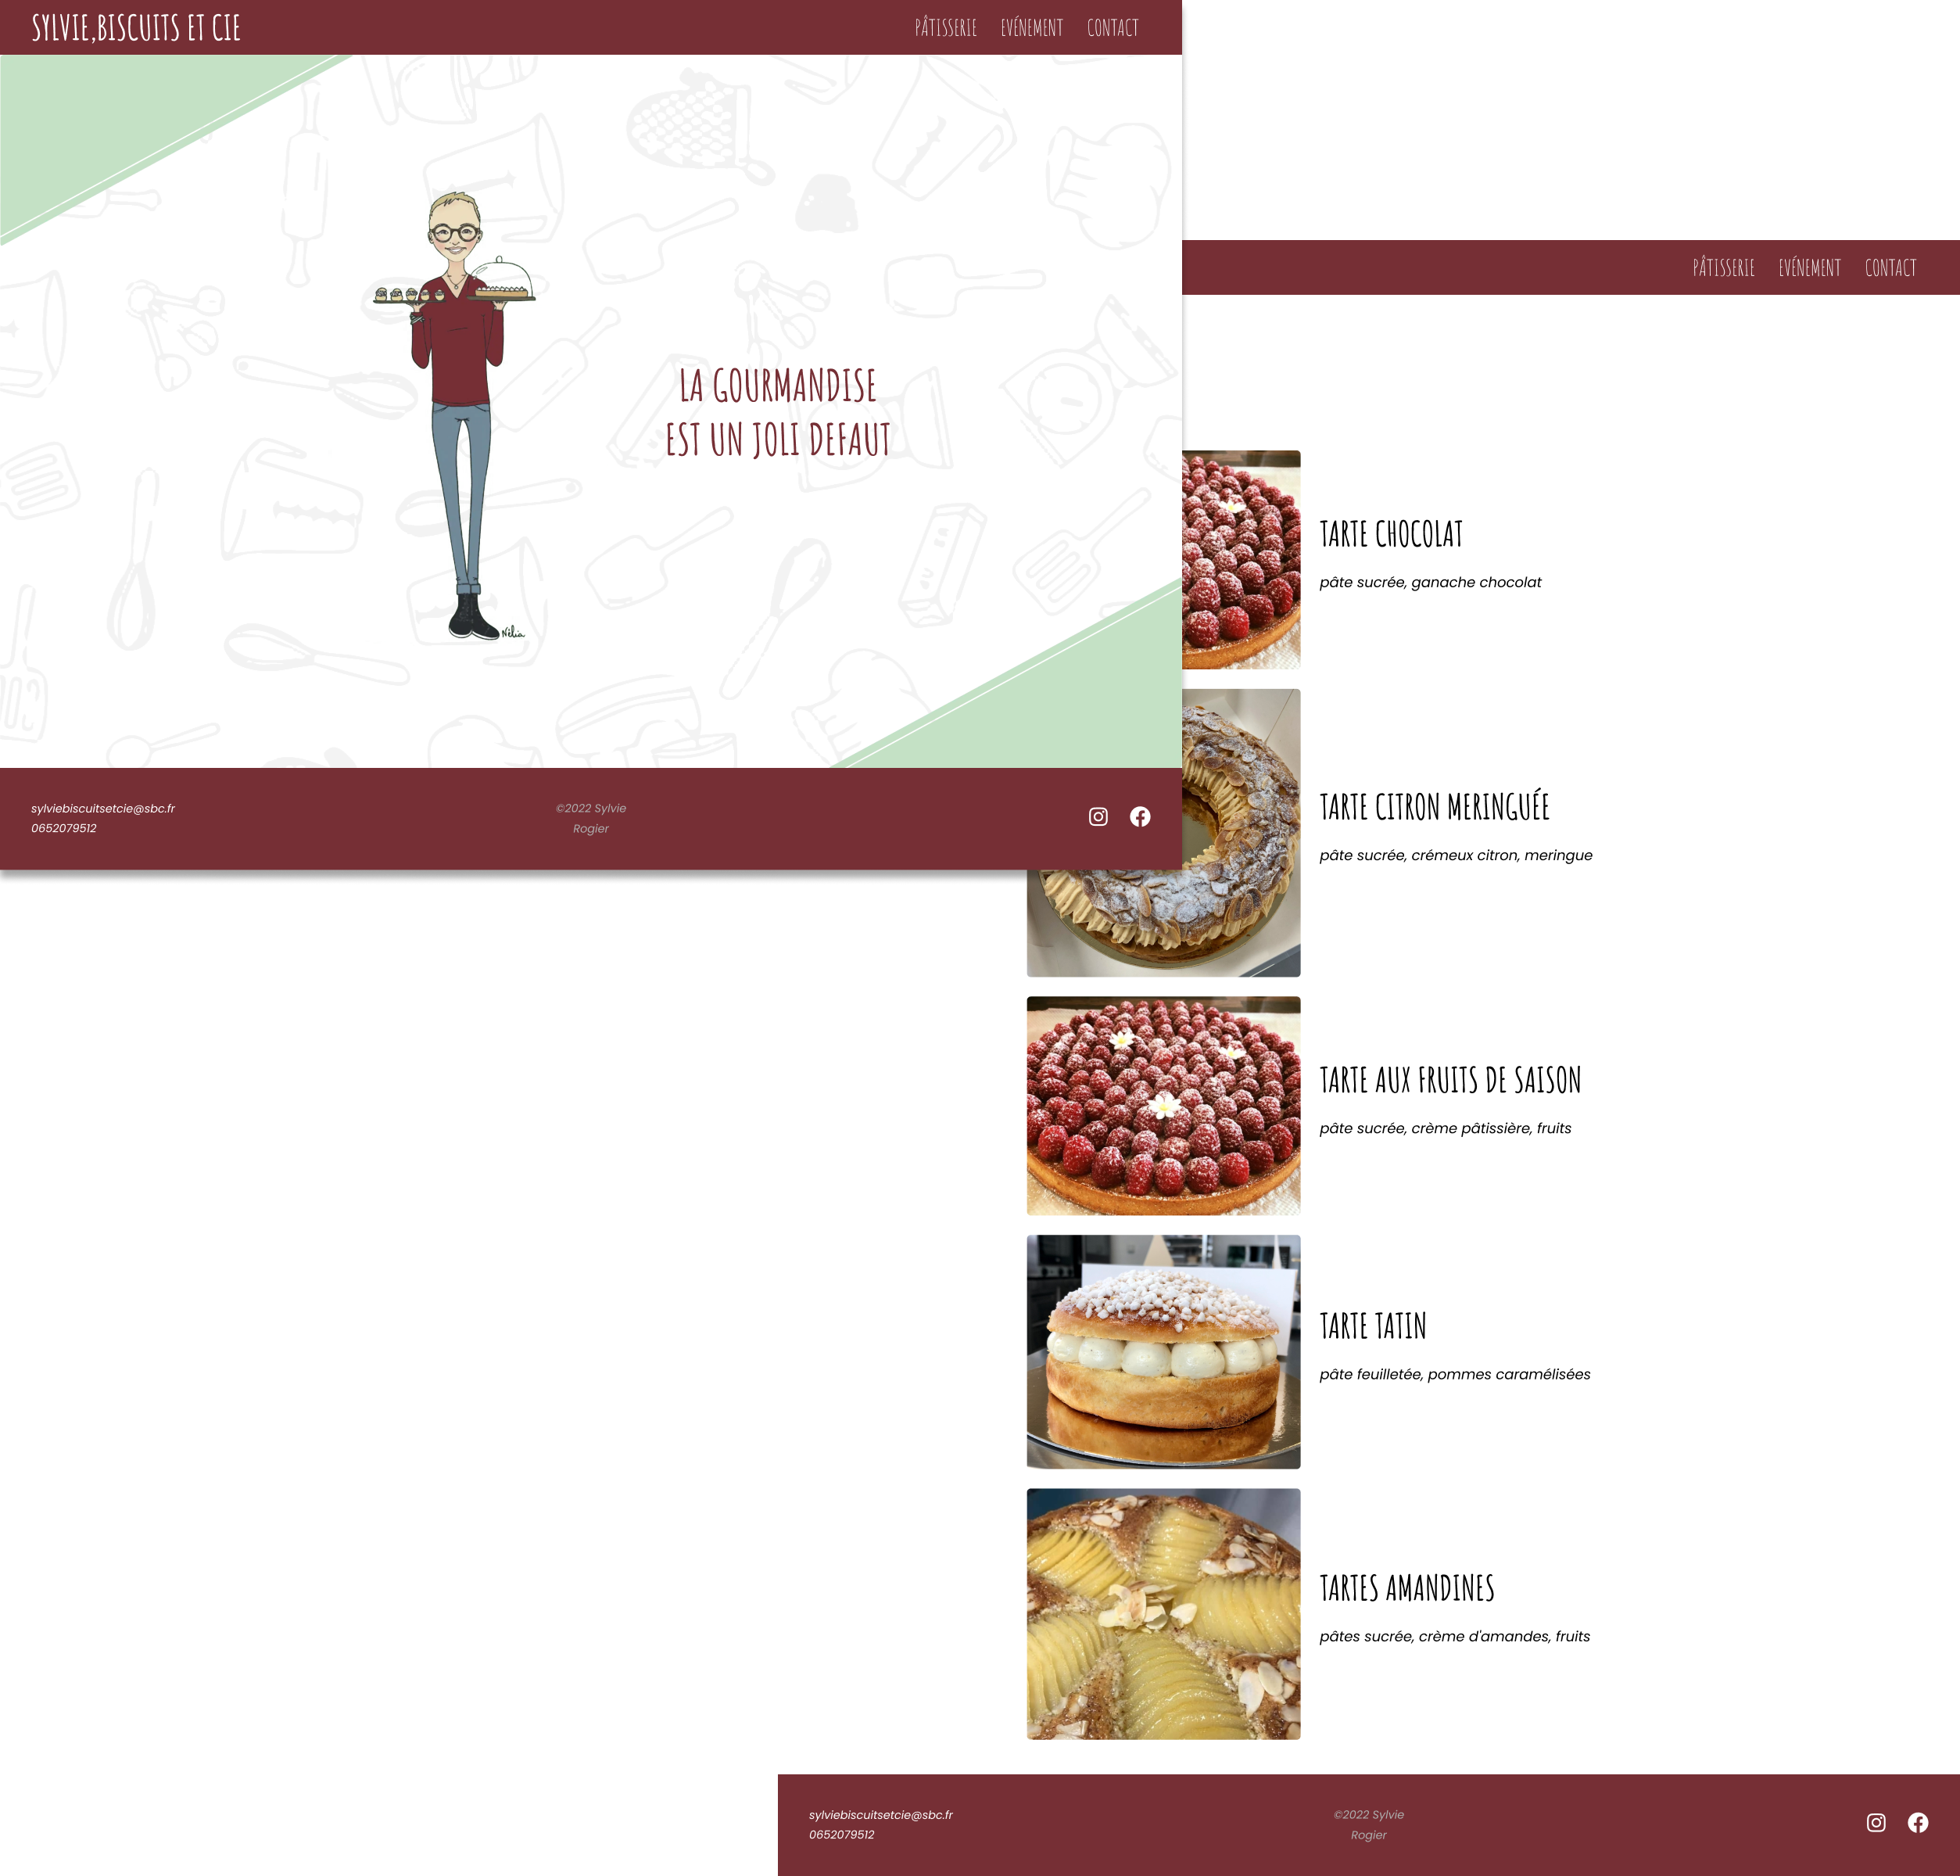 SYLVIE,BISCUITS ET CIE
PÂTISSERIE EVÉNEMENT CONTACT
LA GOURMANDISE
EST UN JOLI DEFAUT
Nélia
BU
BA
sylviebiscuitsetcie@sbc.fr
0652079512
©2022 Sylvie
Rogier
PÂTISSERIE EVÉNEMENT CONTACT
TARTE CHOCOLAT
pâte sucrée, ganache chocolat
TARTE CITRON MERINGUÉE
pâte sucrée, crémeux citron, meringue
TARTE AUX FRUITS DE SAISON
pâte sucrée, crème pâtissière, fruits
TARTE TATIN
pâte feuilletée, pommes caramélisées
TARTES AMANDINES
pâtes sucrée, crème d'amandes, fruits
sylviebiscuitsetcie@sbc.fr
0652079512
©2022 Sylvie
Rogier